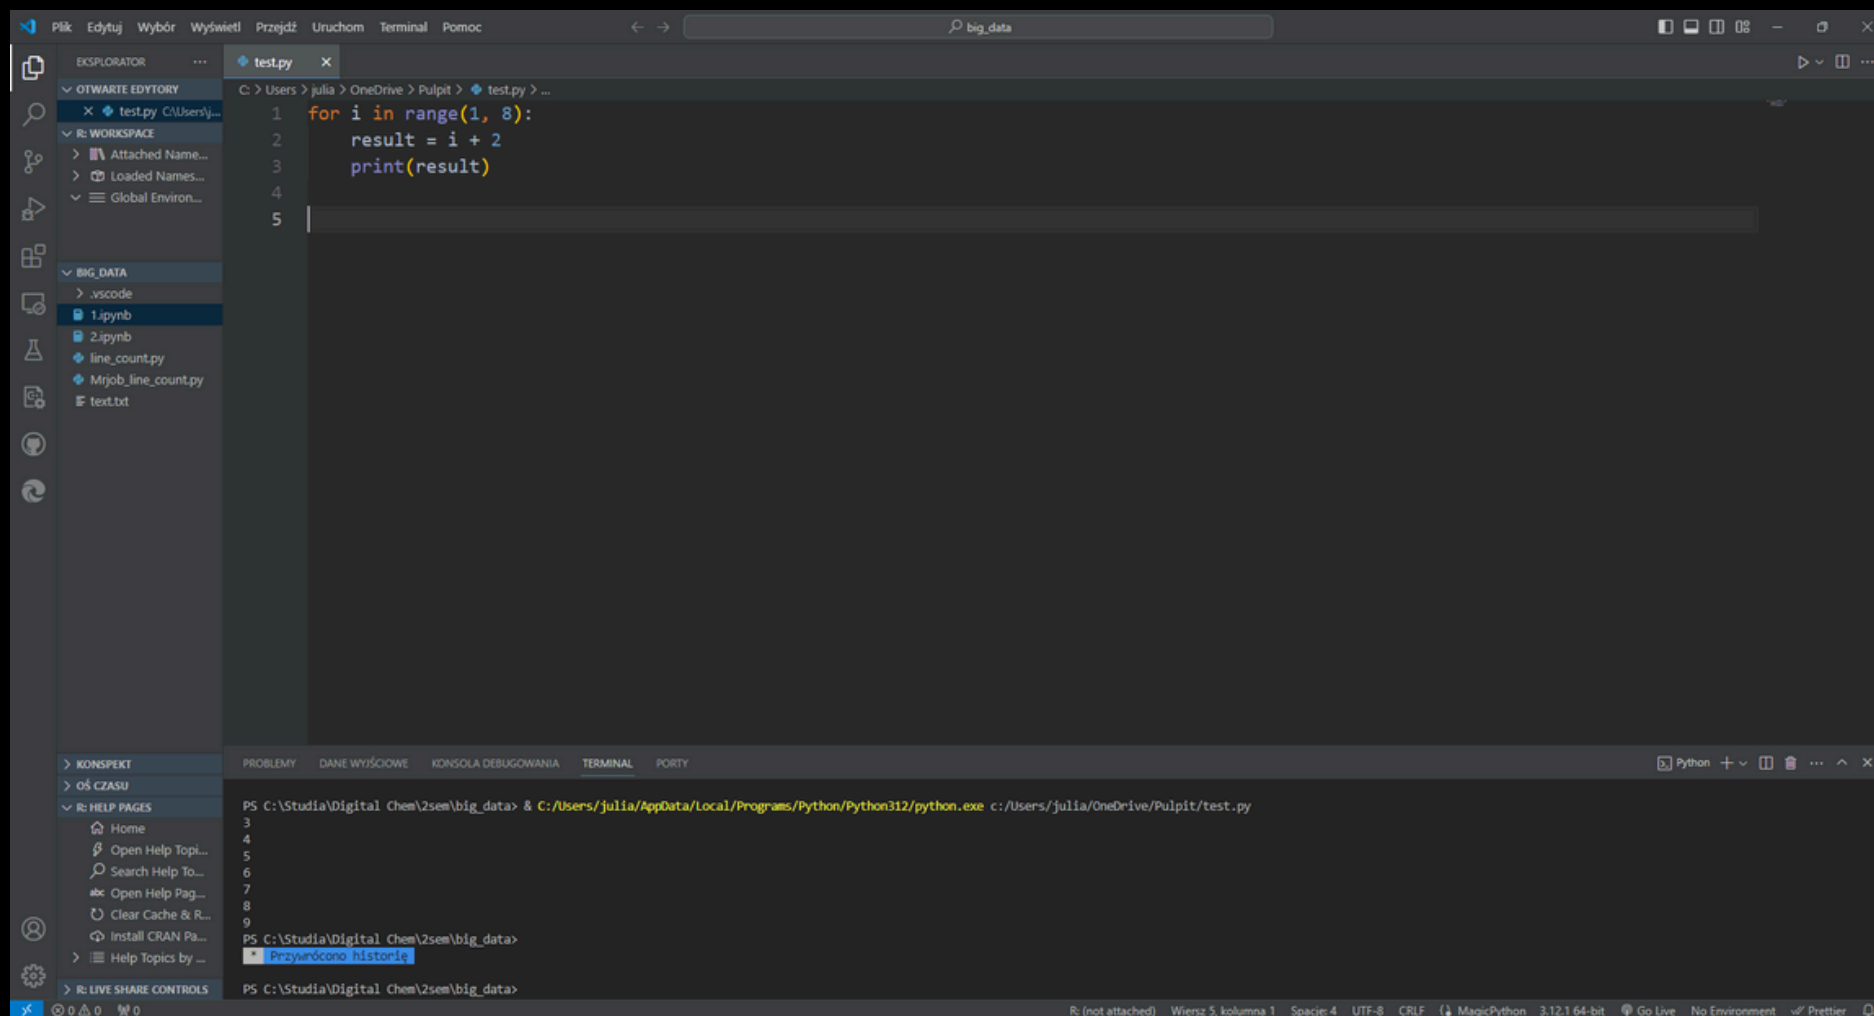 Plik Edytuj Wybór Wyświetl Przejdź Uruchom Terminal Pomoc big_data
EKSPLORATOR ...
OTWARTE EDYTORY
test.py C:\Users\j...
R: WORKSPACE
Attached Name...
Loaded Names...
Global Environ...
BIG_DATA
.vscode
1.ipynb
2.ipynb
line_count.py
Mrjob_line_count.py
text.txt
KONSPEKT
OŚ CZASU
R: HELP PAGES
Home
Open Help Topi...
Search Help To...
abc Open Help Pag...
Clear Cache & R...
Install CRAN Pa...
Help Topics by ...
R: LIVE SHARE CONTROLS
test.py
C: > Users > julia > OneDrive > Pulpit > test.py > ...
1 for i in range(1, 8):
2 result = i + 2
3 print(result)
4
5
PROBLEMY DANE WYJŚCIOWE KONSOLA DEBUGOWANIA TERMINAL PORTY Python
PS C:\Studia\Digital Chem\2sem\big_data> & C:/Users/julia/AppData/Local/Programs/Python/Python312/python.exe c:/Users/julia/OneDrive/Pulpit/test.py
3
4
5
6
7
8
9
PS C:\Studia\Digital Chem\2sem\big_data>
* Przywrócono historię
PS C:\Studia\Digital Chem\2sem\big_data>
0 0 0 R: (not attached) Wiersz 5, kolumna 1 Spacje: 4 UTF-8 CRLF MagicPython 3.12.1 64-bit Go Live No Environment Prettier